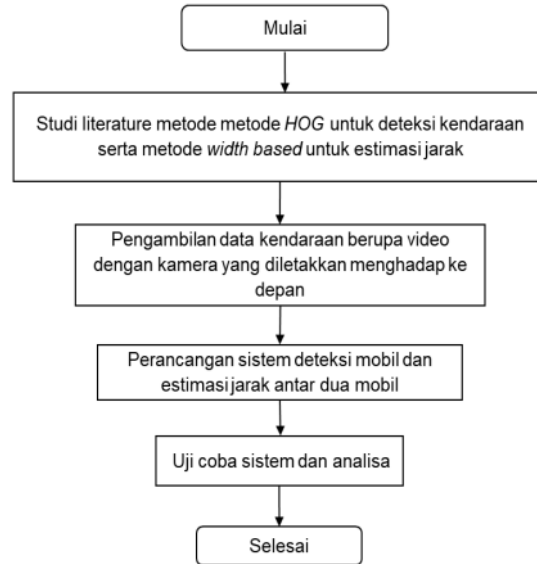 Mulai
Studi literature metode metode HOG untuk deteksi kendaraan
serta metode width based untuk estimasi jarak
Pengambilan data kendaraan berupa video
dengan kamera yang diletakkan menghadap ke
depan
Perancangan sistem deteksi mobil dan
estimasi jarak antar dua mobil
Uji coba sistem dan analisa
Selesai